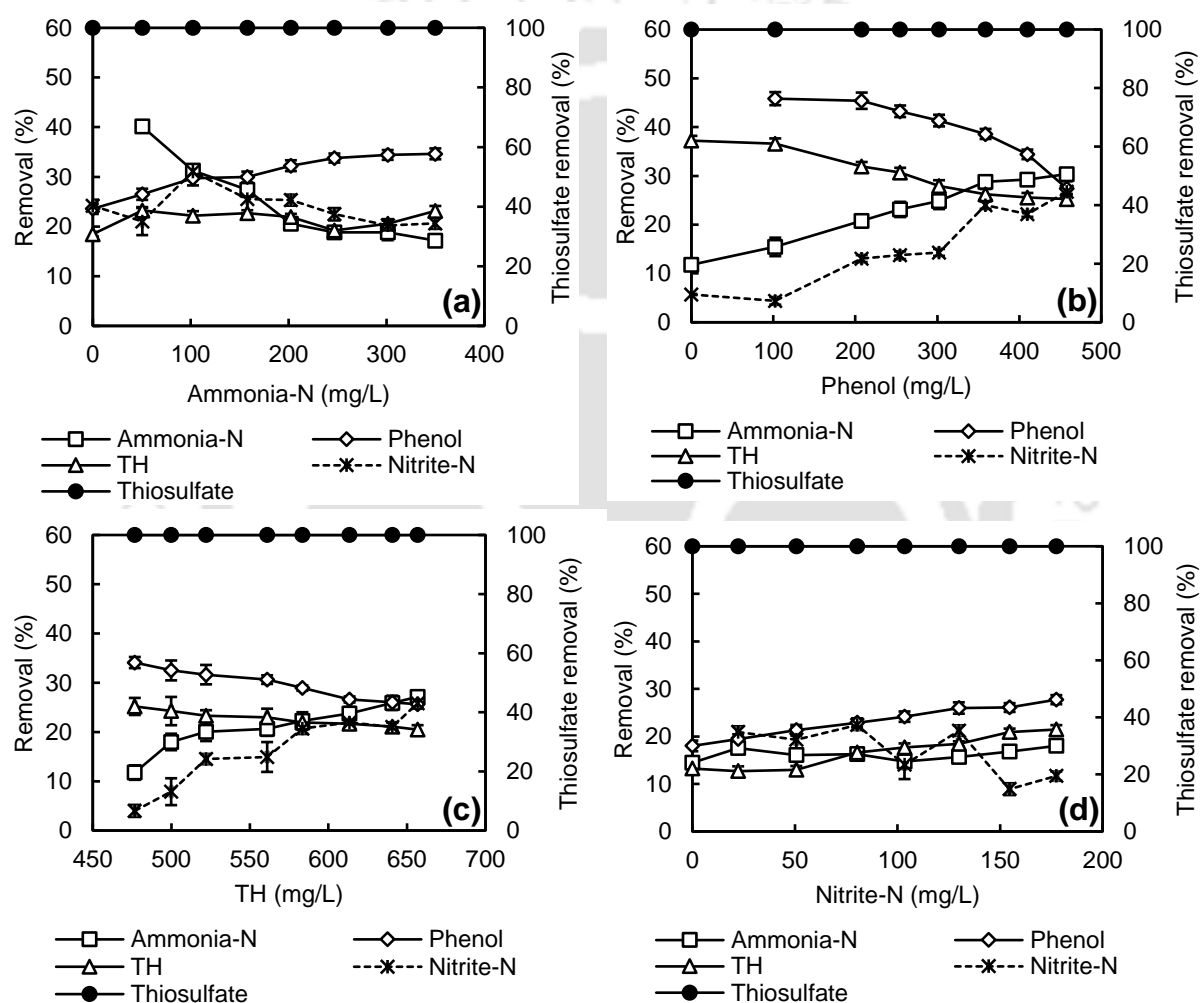 60
50
40
30
20
10
0
Removal (%)
100
80
60
40
20
0
Thiosulfate removal (%)
(a)
0 100 200 300 400
Ammonia-N (mg/L)
Ammonia-N Phenol
TH Nitrite-N
Thiosulfate
60
50
40
30
20
10
0
Removal (%)
100
80
60
40
20
0
Thiosulfate removal (%)
(b)
0 100 200 300 400 500
Phenol (mg/L)
Ammonia-N Phenol
TH Nitrite-N
Thiosulfate
60
50
40
30
20
10
0
Removal (%)
100
80
60
40
20
0
Thiosulfate removal (%)
(c)
450 500 550 600 650 700
TH (mg/L)
Ammonia-N Phenol
TH Nitrite-N
Thiosulfate
60
50
40
30
20
10
0
Removal (%)
100
80
60
40
20
0
Thiosulfate removal (%)
(d)
0 50 100 150 200
Nitrite-N (mg/L)
Ammonia-N Phenol
TH Nitrite-N
Thiosulfate